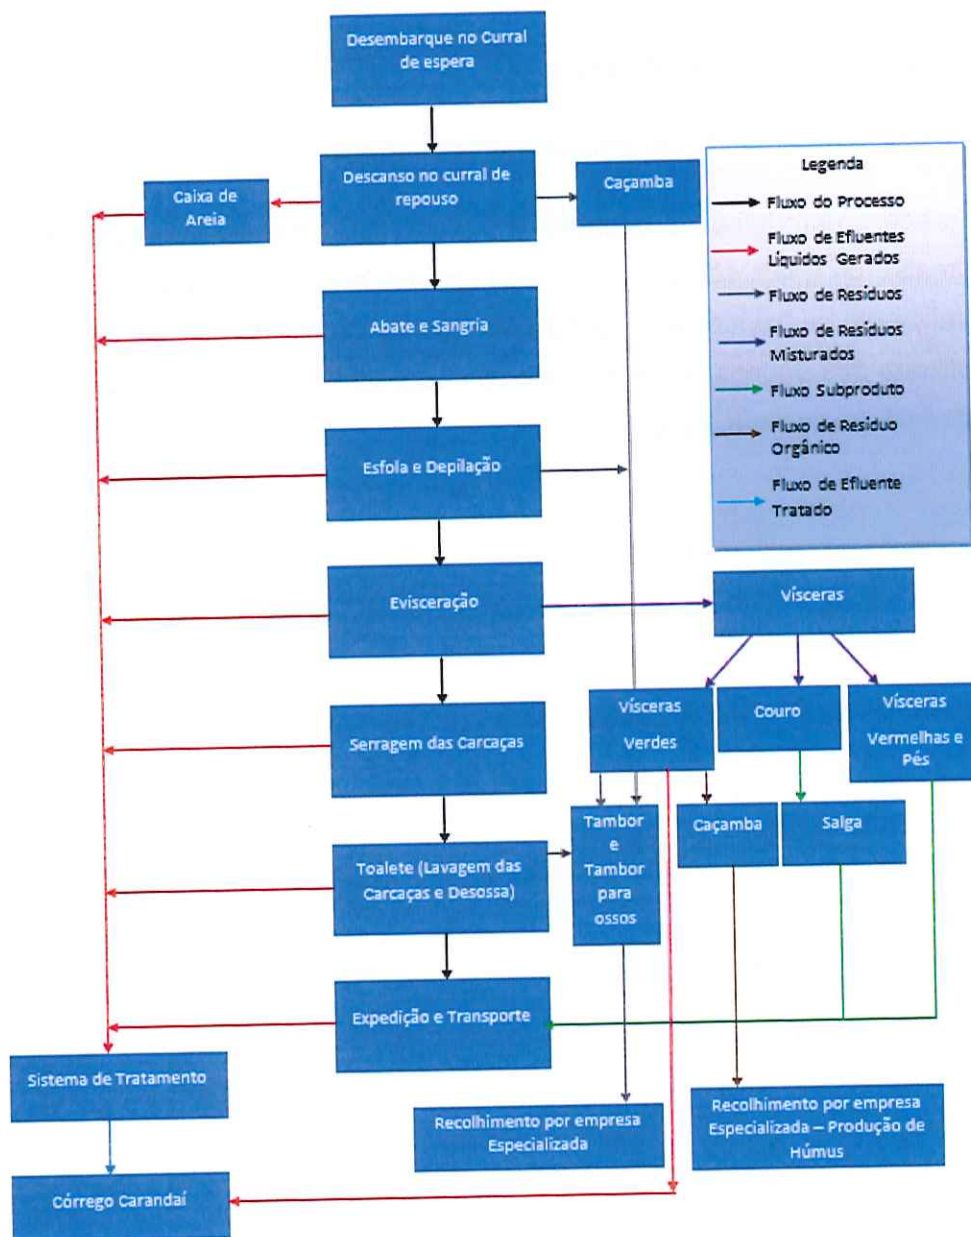 Desembarque no Curral
de espera
Descanso no curral de
repouso
Caixa de
Areia
Caçamba
Legenda
Fluxo do Processo
Fluxo de Efluentes
Líquidos Gerados
Fluxo de Resíduos
Fluxo de Resíduos
Misturados
Fluxo Subproduto
Fluxo de Resíduo
Orgânico
Fluxo de Efluente
Tratado
Abate e Sangria
Esfola e Depilação
Evisceração
Vísceras
Vísceras
Verdes
Couro
Vísceras
Vermelhas e
Pés
Serragem das Carcaças
Tambor
e
Tambor
para
ossos
Caçamba
Salga
Toalete (Lavagem das
Carcaças e Desossa)
Expedição e Transporte
Sistema de Tratamento
Recolhimento por empresa
Especializada
Recolhimento por empresa
Especializada – Produção de
Húmus
Córrego Carandaí